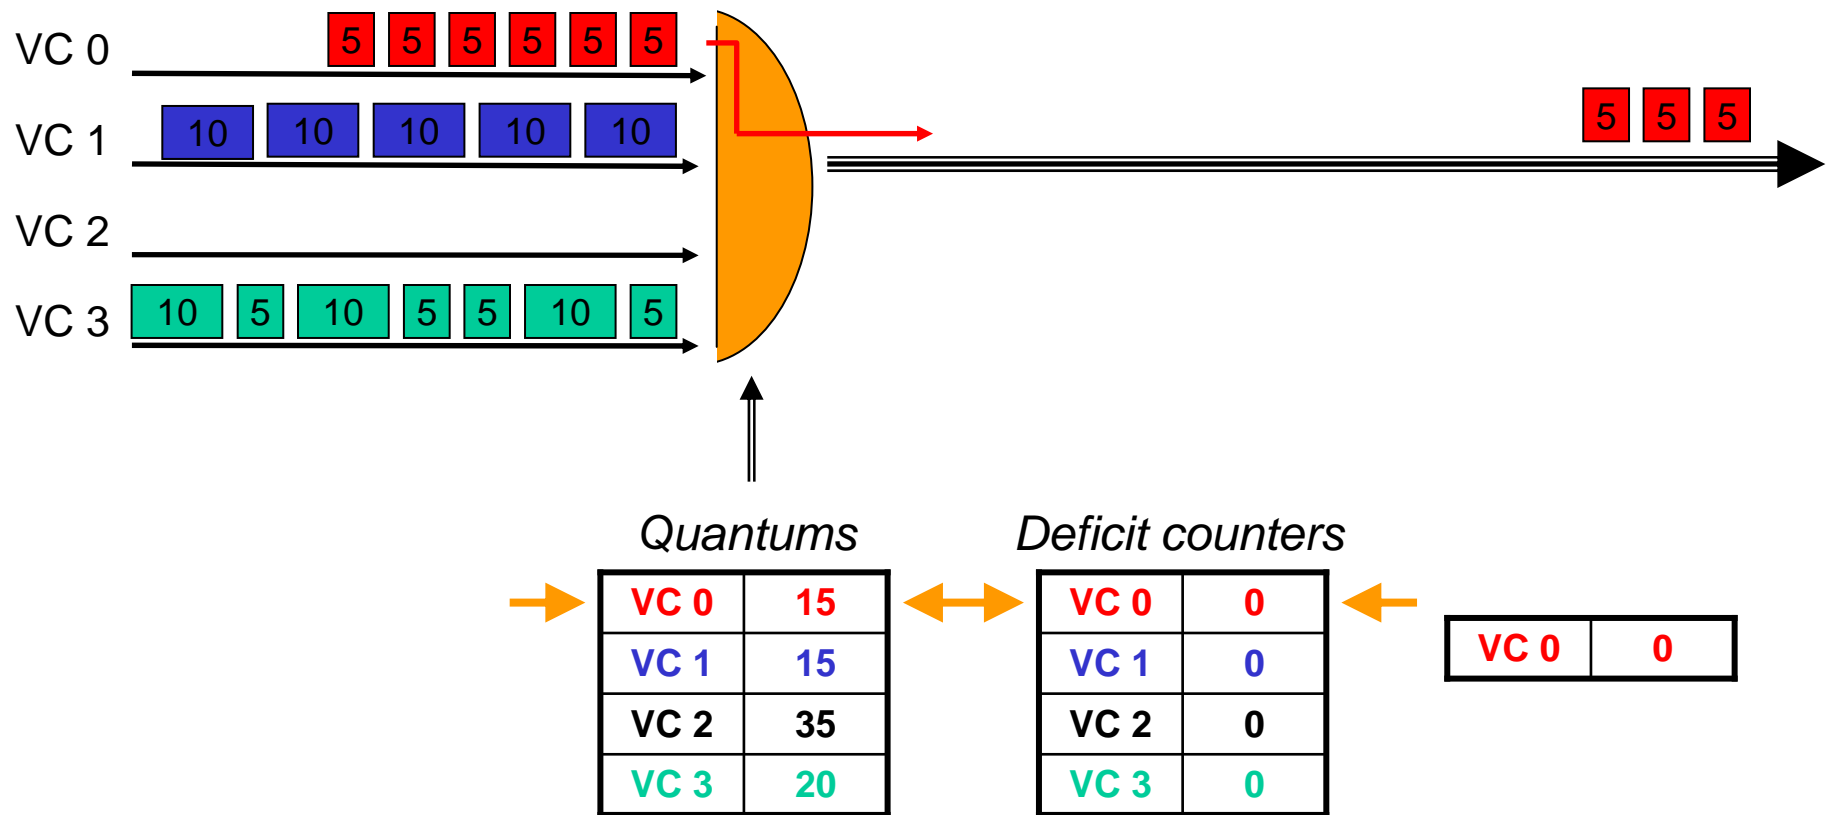 VC 0 5 5 5 5 5 5
5 5 5
VC 1 10 10 10 10 10
VC 2
VC 3 10 5 10 5 5 10 5
Quantums Deficit counters
VC 0 15 VC 0 0
VC 0 0
VC 1 15 VC 1 0
VC 2 35 VC 2 0
VC 3 20 VC 3 0